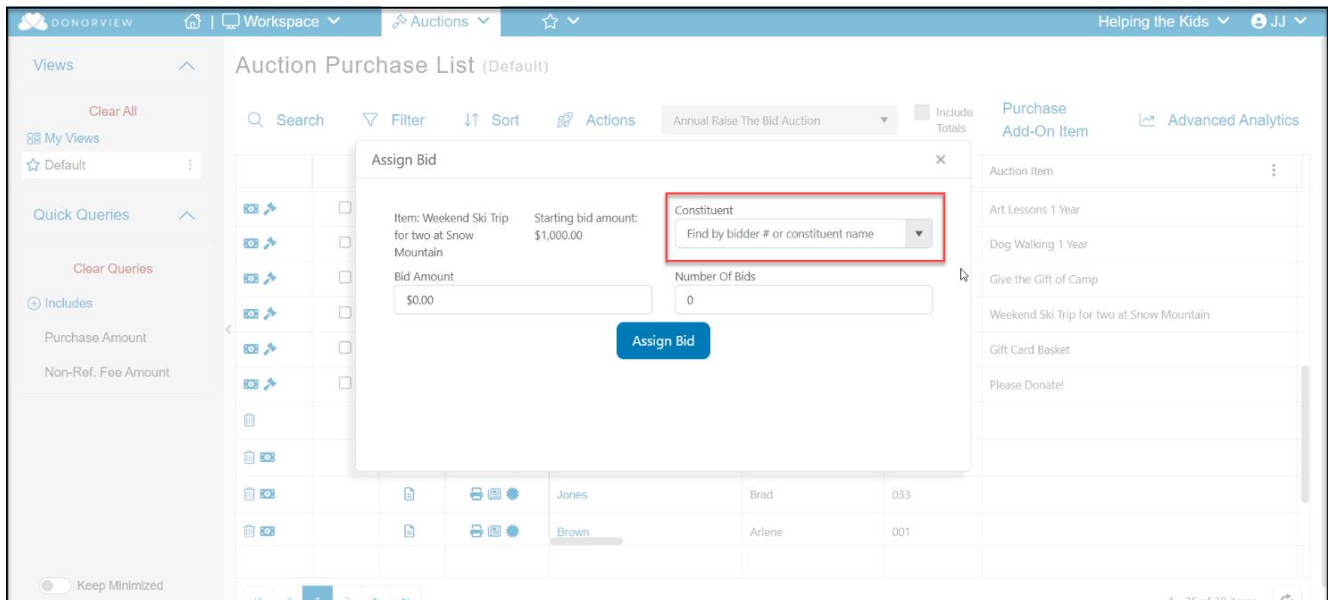 DONORVIEW | Workspace Auctions Helping the Kids JJ
Views
Clear All
My Views
Default
Quick Queries
Clear Queries
Includes
Purchase Amount
Non-Ref. Fee Amount
Keep Minimized
Auction Purchase List (Default)
Search Filter Sort Actions Annual Raise The Bid Auction Include Totals Purchase Add-On Item Advanced Analytics
Auction Item
Art Lessons 1 Year
Dog Walking 1 Year
Give the Gift of Camp
Weekend Ski Trip for two at Snow Mountain
Gift Card Basket
Please Donate!
Assign Bid
Item: Weekend Ski Trip
for two at Snow
Mountain
Starting bid amount:
$1,000.00
Constituent
Find by bidder # or constituent name
Bid Amount
$0.00
Number Of Bids
0
Assign Bid
Jones Brad 033
Brown Arlene 001